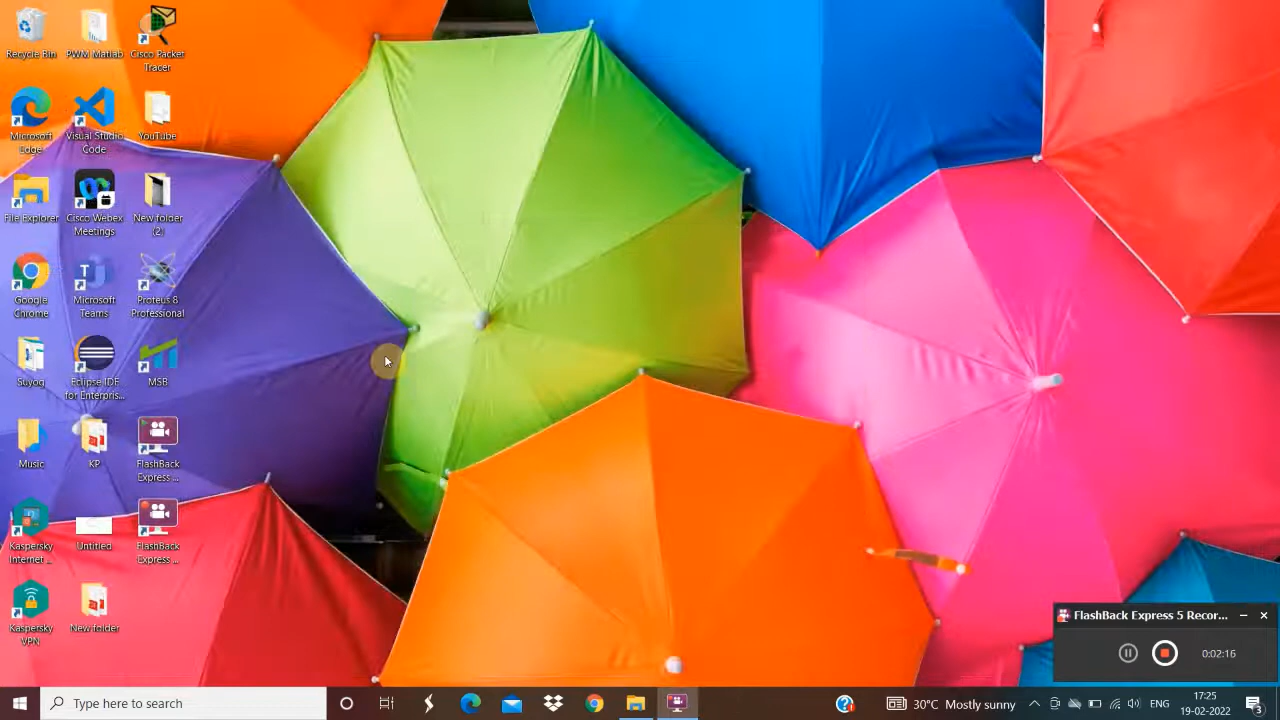 Recycle Bin
PWM Matlab
Cisco Packet
Tracer
Microsoft
Edge
Visual Studio
Code
YouTube
File Explorer
Cisco Webex
Meetings
New folder
(2)
Google
Chrome
Microsoft
Teams
Proteus 8
Professional
Suyog
Eclipse IDE
for Enterpris...
MSB
Music
KP
FlashBack
Express ...
Kaspersky
Internet ...
Untitled
FlashBack
Express ...
Kaspersky
VPN
New folder
FlashBack Express 5 Recor...
0:02:16
Type here to search
30°C Mostly sunny
ENG
17:25
19-02-2022
3